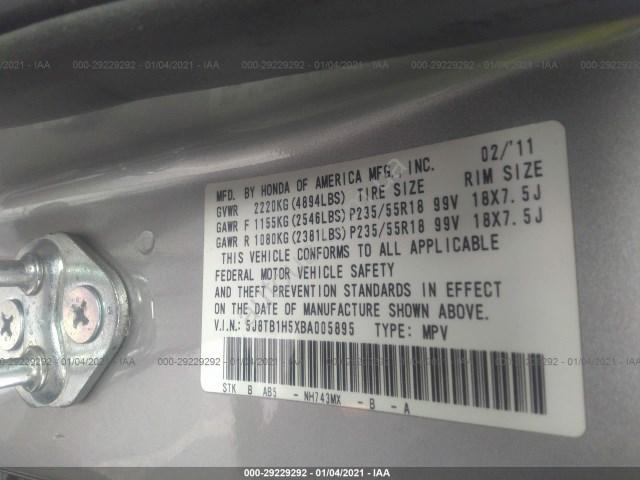 000-29229292 - 01/04/2021 - IAA
MFD. BY HONDA OF AMERICA MFG., INC. 02/'11
GVWR 2220KG(4894LBS) TIRE SIZE RIM SIZE
GAWR F 1155KG(2546LBS) P235/55R18 99V 18X7.5J
GAWR R 1080KG(2381LBS) P235/55R18 99V 18X7.5J
THIS VEHICLE CONFORMS TO ALL APPLICABLE
FEDERAL MOTOR VEHICLE SAFETY
AND THEFT PREVENTION STANDARDS IN EFFECT
ON THE DATE OF MANUFACTURE SHOWN ABOVE.
V.I.N.: 5J8TB1H5XBA005895 TYPE: MPV
STK B AB5 - NH743MX - B - A
000-29229292 - 01/04/2021 - IAA